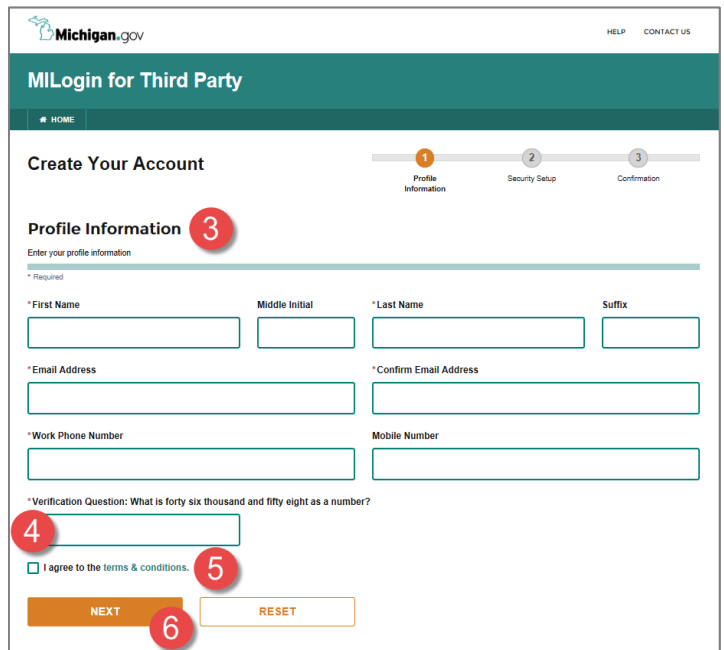 Michigan.gov
HELP CONTACT US
MILogin for Third Party
HOME
Create Your Account
1 2 3
Profile Information Security Setup Confirmation
Profile Information 3
Enter your profile information
* Required
*First Name Middle Initial *Last Name Suffix
*Email Address *Confirm Email Address
*Work Phone Number Mobile Number
*Verification Question: What is forty six thousand and fifty eight as a number?
4
I agree to the terms & conditions. 5
NEXT RESET
6